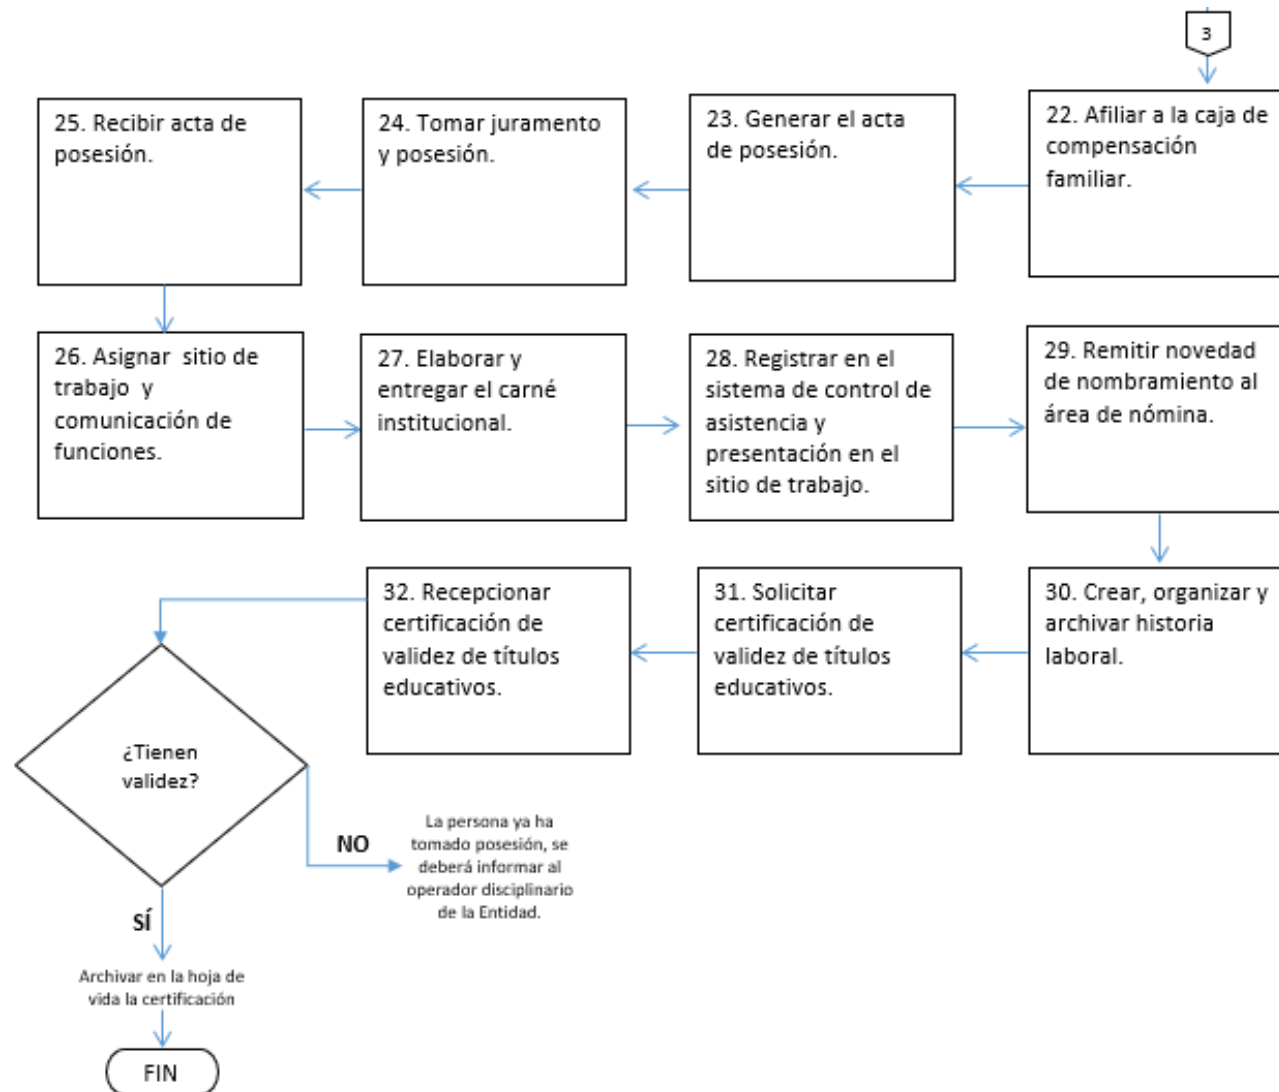 3
22. Afiliar a la caja de
compensación
familiar.
23. Generar el acta
de posesión.
24. Tomar juramento
y posesión.
25. Recibir acta de
posesión.
26. Asignar sitio de
trabajo y
comunicación de
funciones.
27. Elaborar y
entregar el carné
institucional.
28. Registrar en el
sistema de control de
asistencia y
presentación en el
sitio de trabajo.
29. Remitir novedad
de nombramiento al
área de nómina.
30. Crear, organizar y
archivar historia
laboral.
31. Solicitar
certificación de
validez de títulos
educativos.
32. Recepcionar
certificación de
validez de títulos
educativos.
¿Tienen
validez?
NO
La persona ya ha
tomado posesión, se
deberá informar al
operador disciplinario
de la Entidad.
SÍ
Archivar en la hoja de
vida la certificación
FIN